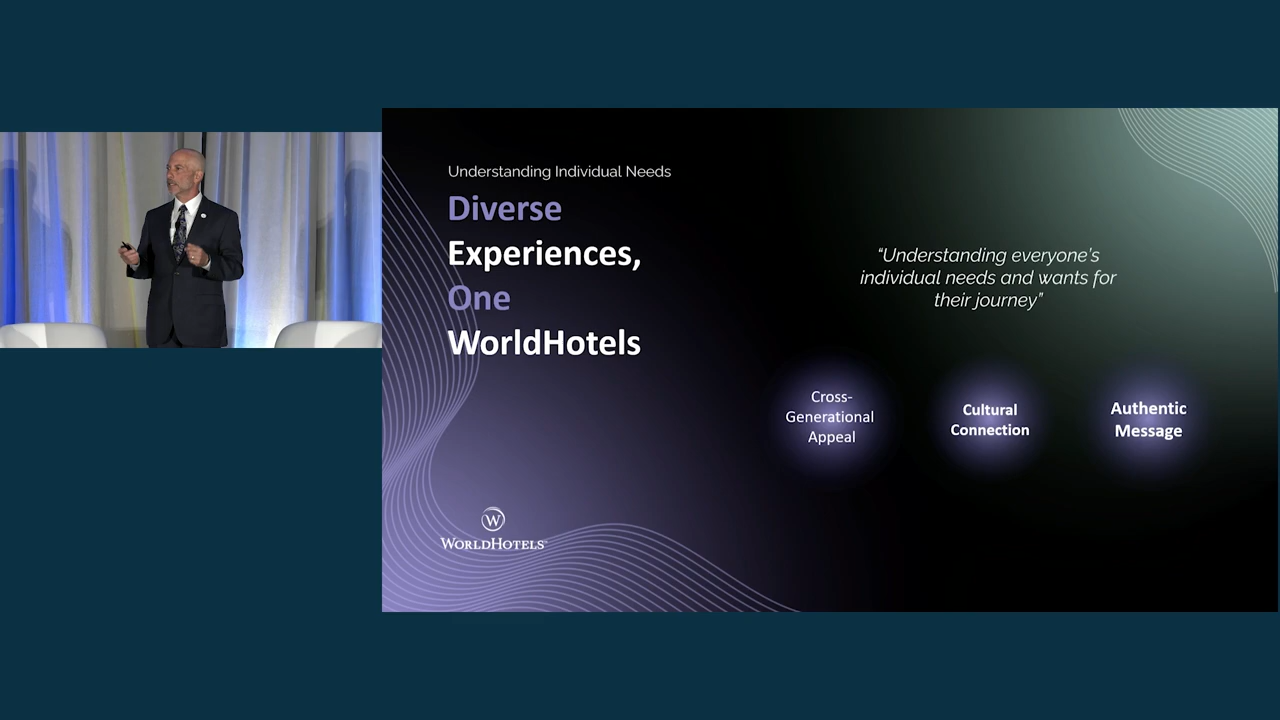 Understanding Individual Needs
Diverse
Experiences,
One
WorldHotels
“Understanding everyone’s
individual needs and wants for
their journey”
Cross-
Generational
Appeal
Cultural
Connection
Authentic
Message
W
WORLDHOTELS